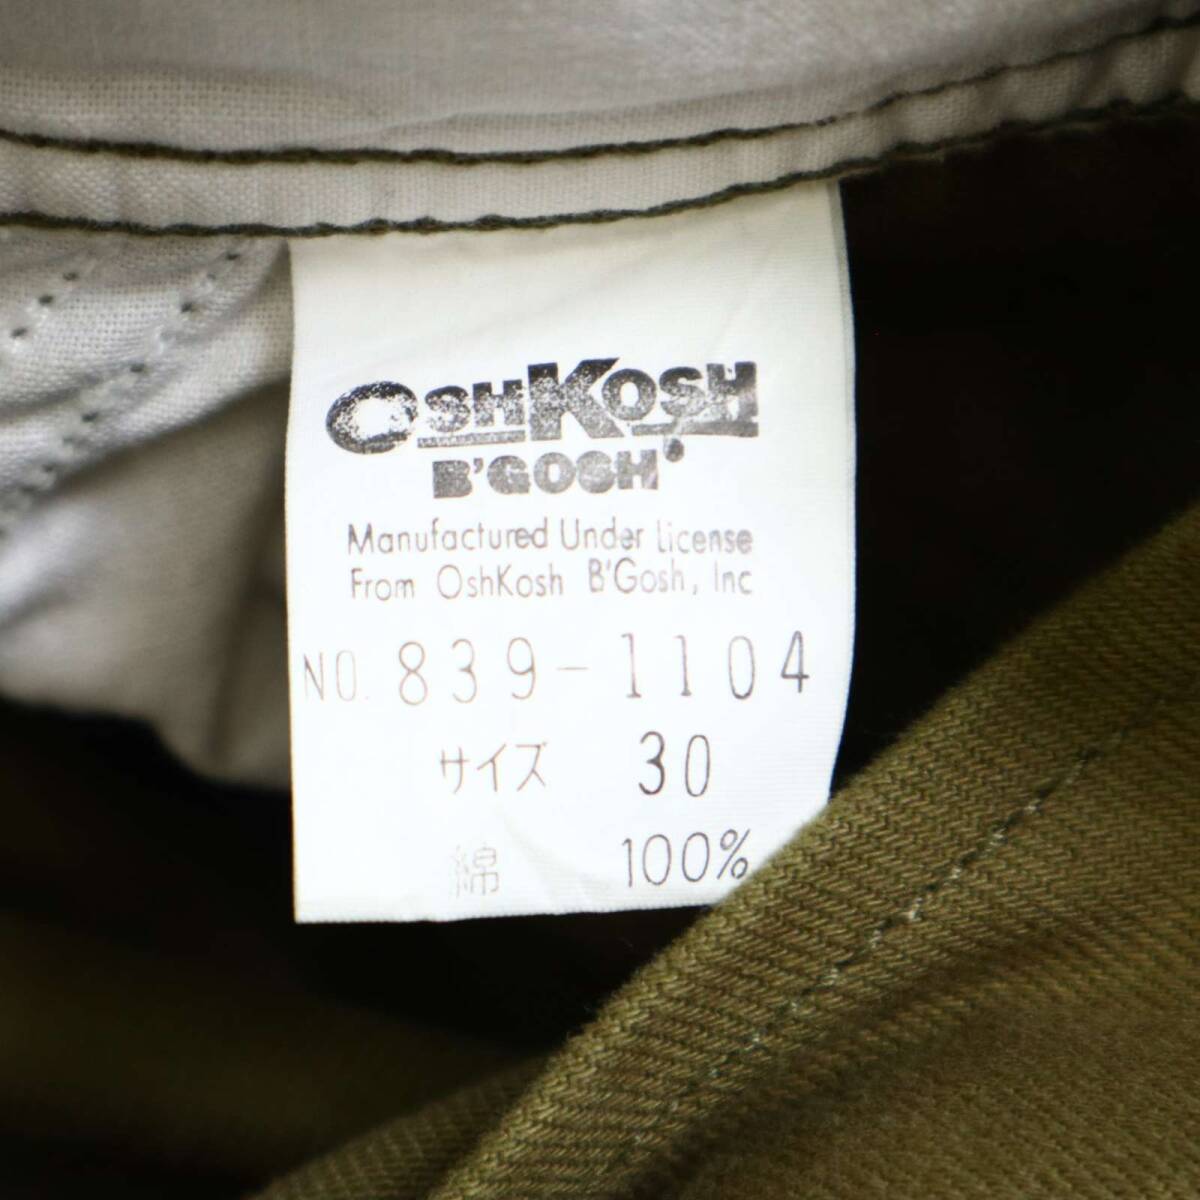 OSHKOSH
B'GOSH
Manufactured Under License
From OshKosh B'Gosh, Inc
NO. 839-1104
サイズ 30
綿 100%